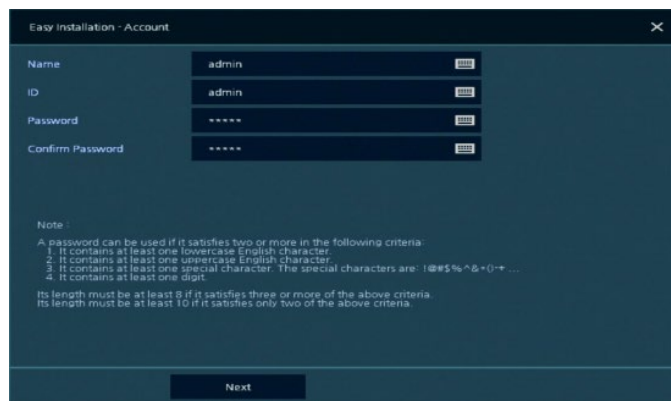 Easy Installation - Account
Name admin
ID admin
Password *****
Confirm Password *****
Note :
A password can be used if it satisfies two or more in the following criteria:
1. It contains at least one lowercase English character.
2. It contains at least one uppercase English character.
3. It contains at least one special character. The special characters are: !@#$%^&*()-+ ...
4. It contains at least one digit.
Its length must be at least 8 if it satisfies three or more of the above criteria.
Its length must be at least 10 if it satisfies only two of the above criteria.
Next